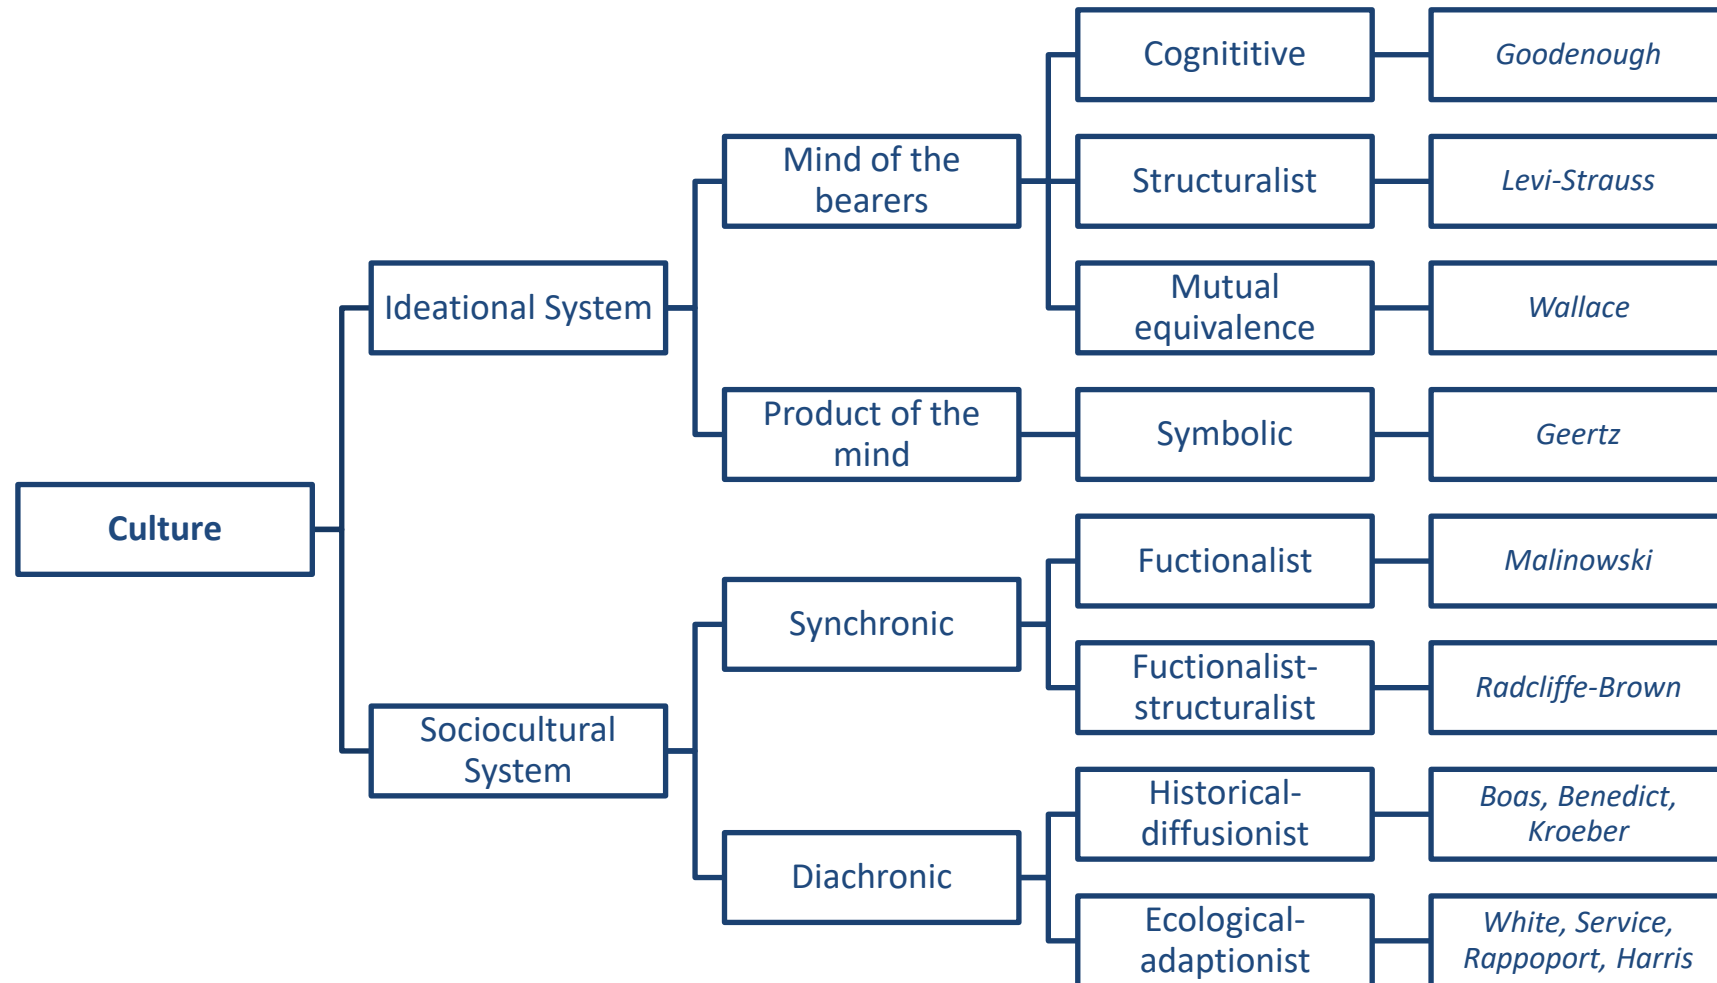 Cognititive
Goodenough
Mind of the
bearers
Structuralist
Levi-Strauss
Mutual
equivalence
Wallace
Ideational System
Product of the
mind
Symbolic
Geertz
Culture
Fuctionalist
Malinowski
Synchronic
Fuctionalist-
structuralist
Radcliffe-Brown
Sociocultural
System
Historical-
diffusionist
Boas, Benedict,
Kroeber
Diachronic
Ecological-
adaptionist
White, Service,
Rappoport, Harris